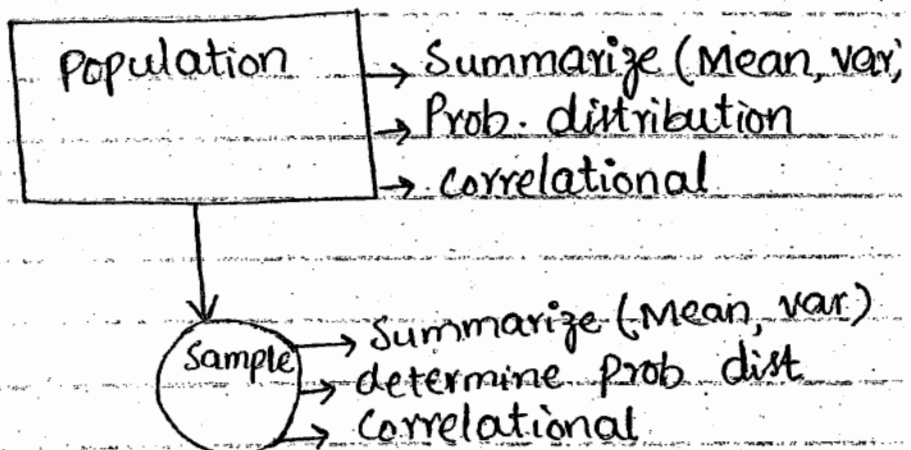 Population
→ Summarize (Mean, var,
→ Prob. distribution
→ correlational
Sample
→ Summarize (Mean, var)
→ determine prob dist
→ Correlational